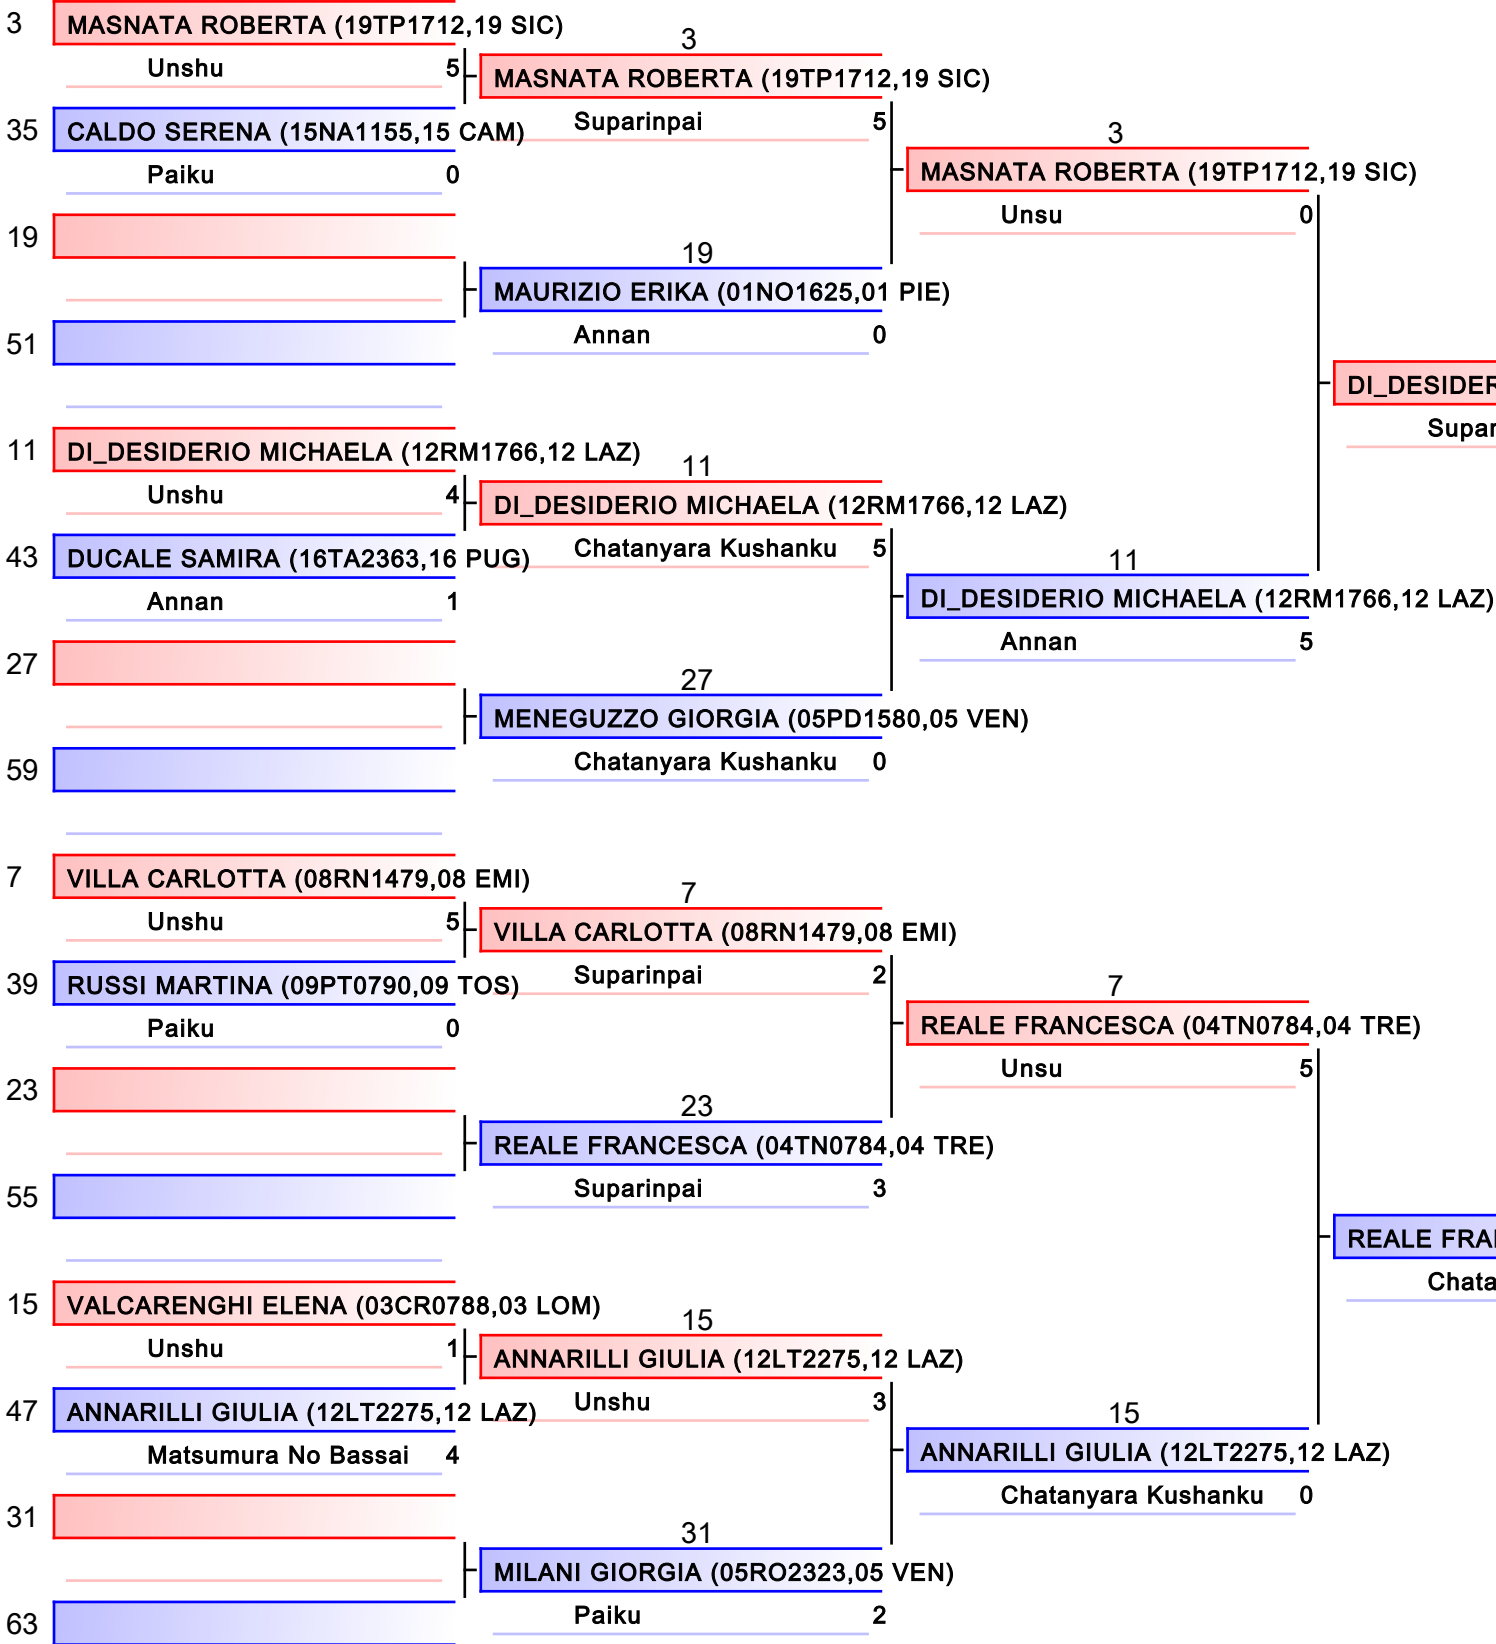 3
MASNATA ROBERTA (19TP1712,19 SIC)
Unshu 5
35
CALDO SERENA (15NA1155,15 CAM)
Paiku 0
19
51
11
DI_DESIDERIO MICHAELA (12RM1766,12 LAZ)
Unshu 4
43
DUCALE SAMIRA (16TA2363,16 PUG)
Annan 1
27
59
7
VILLA CARLOTTA (08RN1479,08 EMI)
Unshu 5
39
RUSSI MARTINA (09PT0790,09 TOS)
Paiku 0
23
55
15
VALCARENGHI ELENA (03CR0788,03 LOM)
Unshu 1
47
ANNARILLI GIULIA (12LT2275,12 LAZ)
Matsumura No Bassai 4
31
63
3
MASNATA ROBERTA (19TP1712,19 SIC)
Suparinpai 5
19
MAURIZIO ERIKA (01NO1625,01 PIE)
Annan 0
11
DI_DESIDERIO MICHAELA (12RM1766,12 LAZ)
Chatanyara Kushanku 5
27
MENEGUZZO GIORGIA (05PD1580,05 VEN)
Chatanyara Kushanku 0
7
VILLA CARLOTTA (08RN1479,08 EMI)
Suparinpai 2
23
REALE FRANCESCA (04TN0784,04 TRE)
Suparinpai 3
15
ANNARILLI GIULIA (12LT2275,12 LAZ)
Unshu 3
31
MILANI GIORGIA (05RO2323,05 VEN)
Paiku 2
3
MASNATA ROBERTA (19TP1712,19 SIC)
Unsu 0
11
DI_DESIDERIO MICHAELA (12RM1766,12 LAZ)
Annan 5
7
REALE FRANCESCA (04TN0784,04 TRE)
Unsu 5
15
ANNARILLI GIULIA (12LT2275,12 LAZ)
Chatanyara Kushanku 0
DI_DESIDER
Supar
REALE FRA
Chata